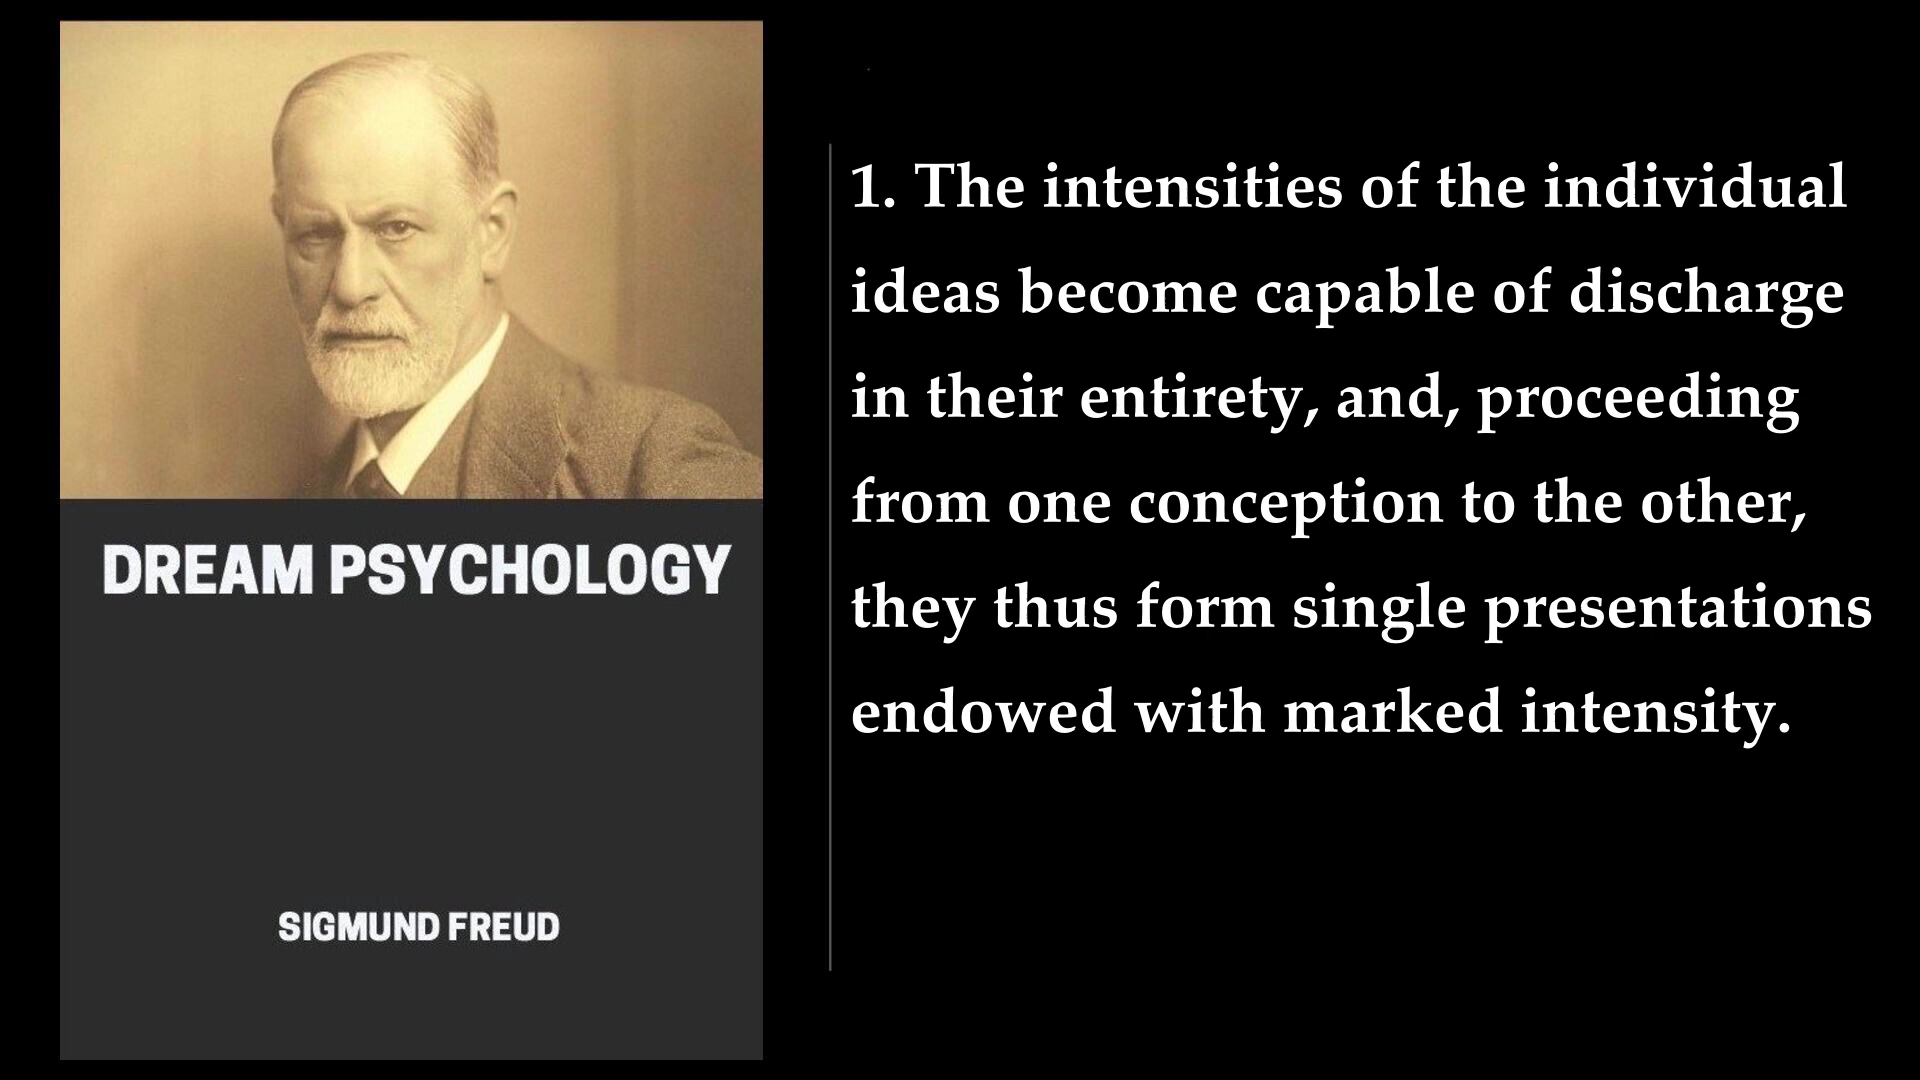 DREAM PSYCHOLOGY
SIGMUND FREUD
1. The intensities of the individual
ideas become capable of discharge
in their entirety, and, proceeding
from one conception to the other,
they thus form single presentations
endowed with marked intensity.